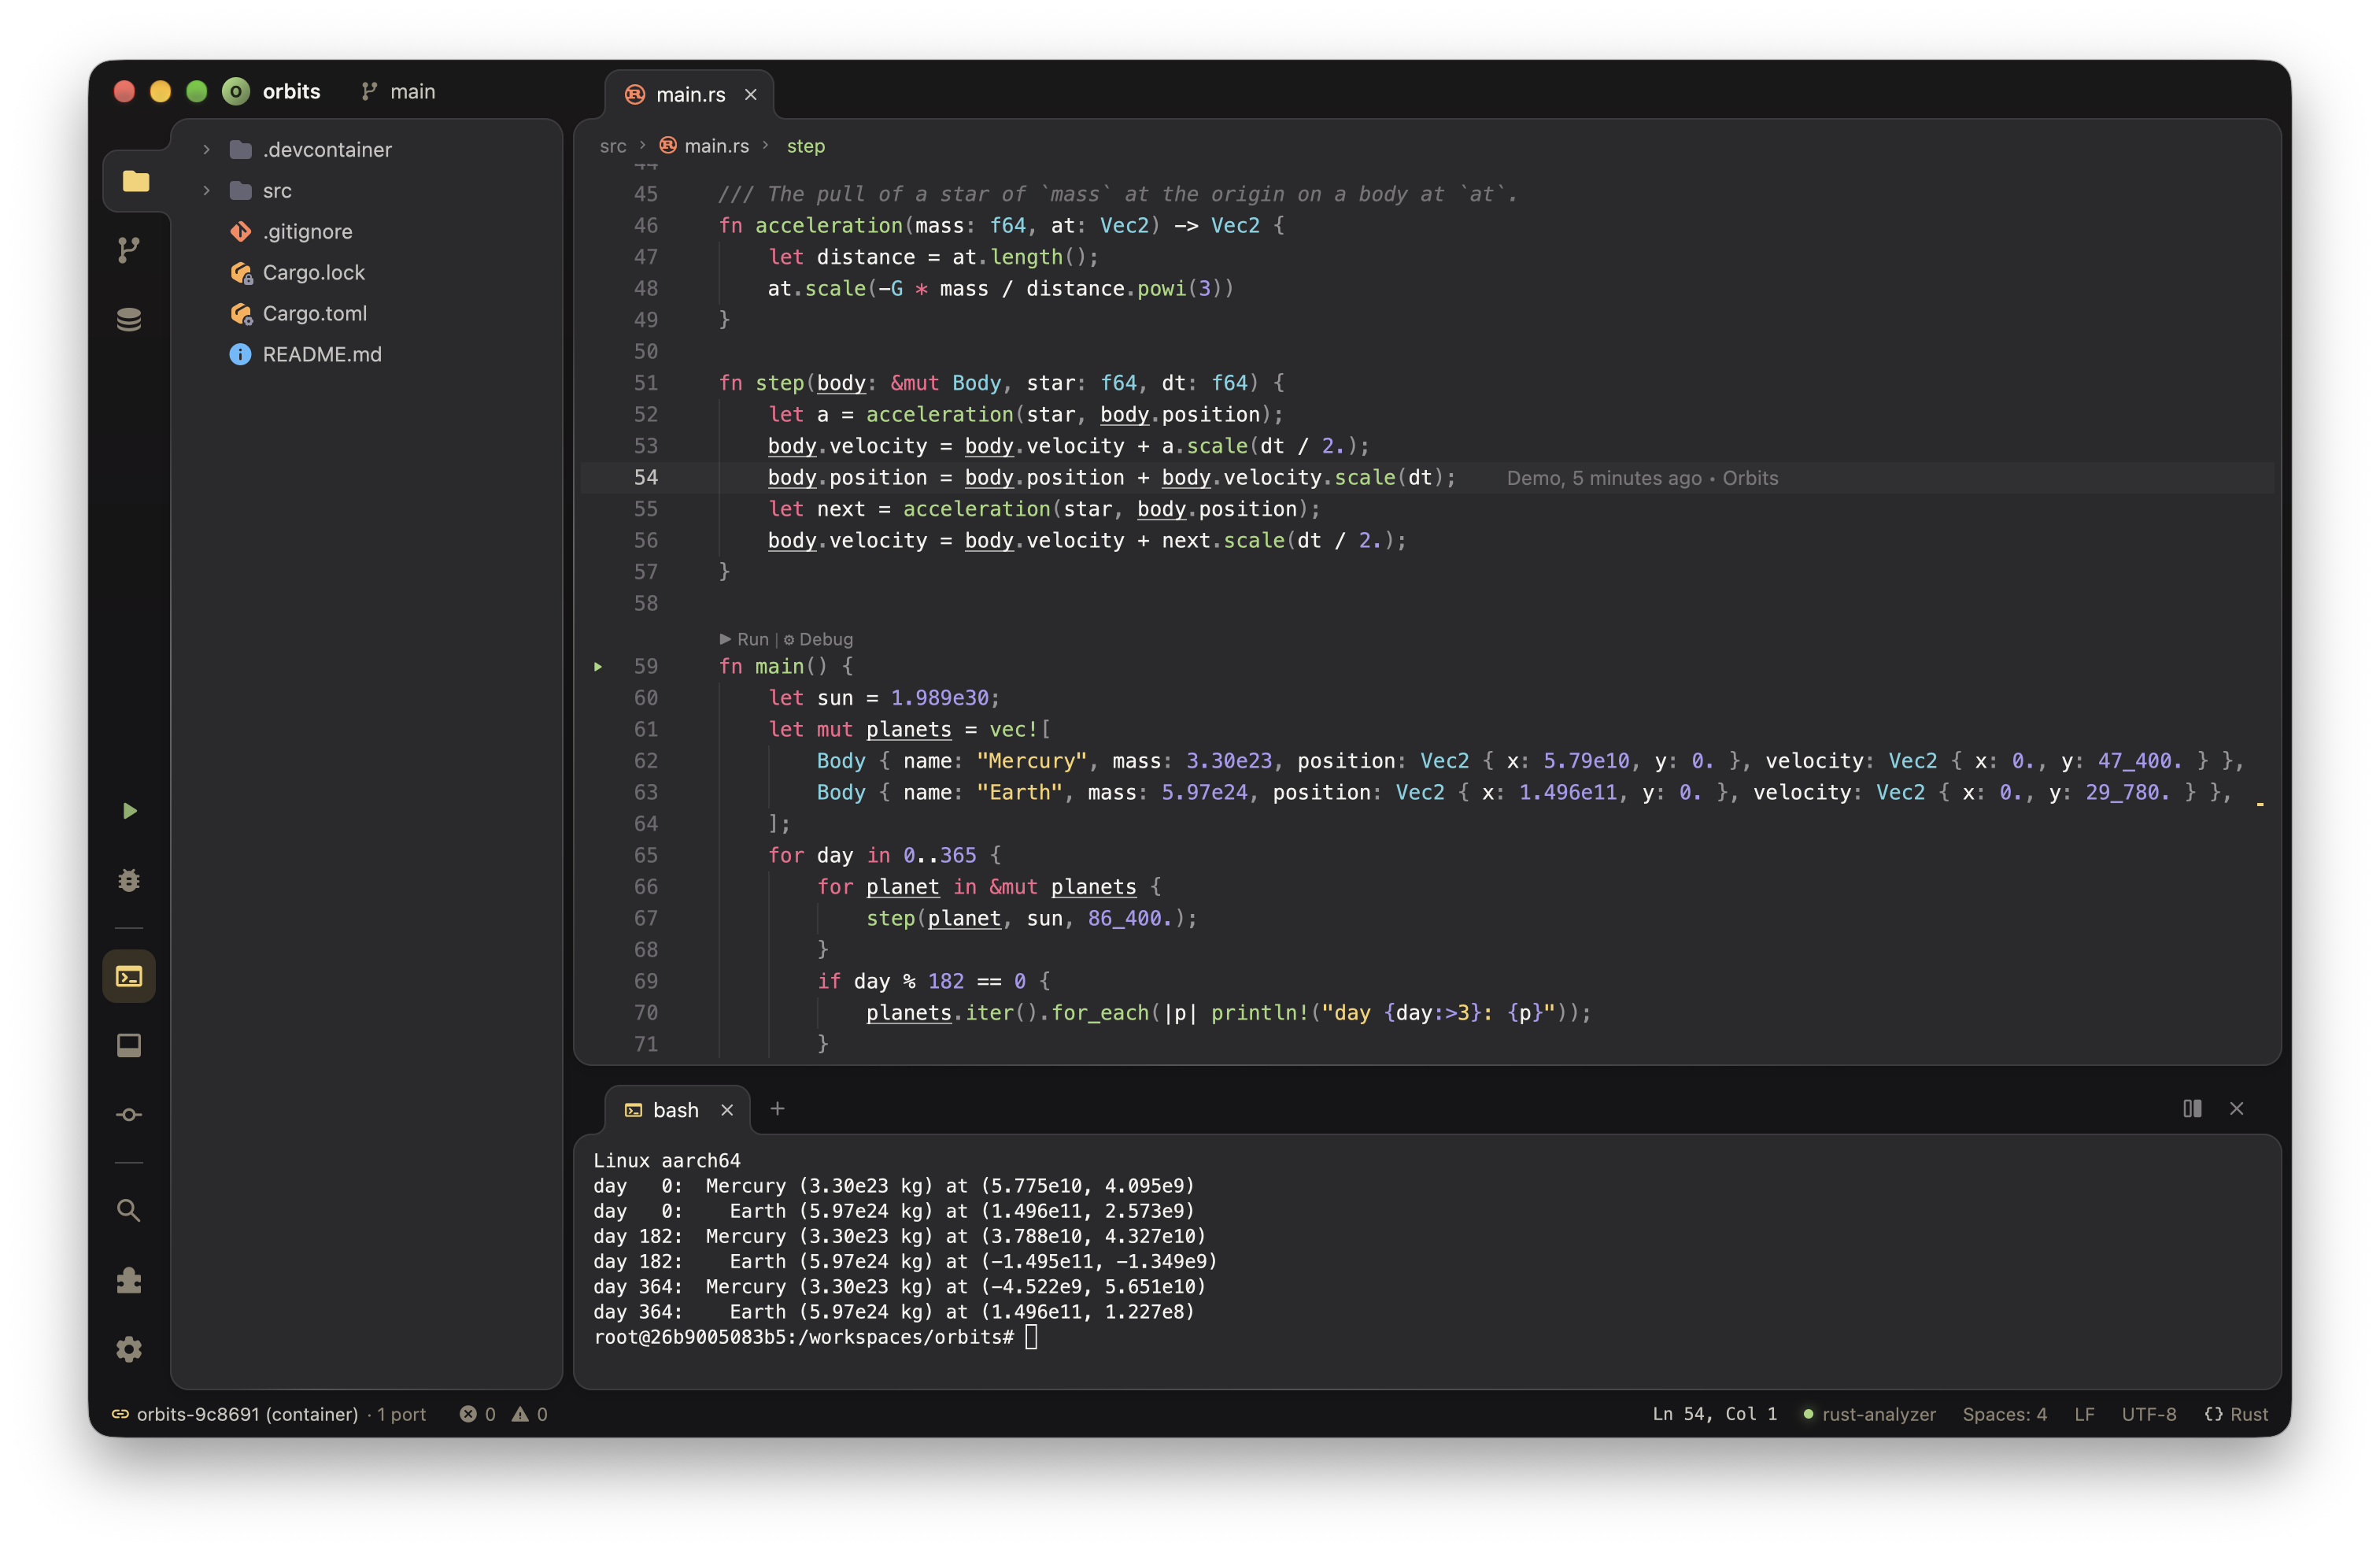 O orbits main
main.rs
.devcontainer
src
.gitignore
Cargo.lock
Cargo.toml
README.md
src › main.rs › step
44
45 /// The pull of a star of `mass` at the origin on a body at `at`.
46 fn acceleration(mass: f64, at: Vec2) -> Vec2 {
47 let distance = at.length();
48 at.scale(-G * mass / distance.powi(3))
49 }
50
51 fn step(body: &mut Body, star: f64, dt: f64) {
52 let a = acceleration(star, body.position);
53 body.velocity = body.velocity + a.scale(dt / 2.);
54 body.position = body.position + body.velocity.scale(dt); Demo, 5 minutes ago • Orbits
55 let next = acceleration(star, body.position);
56 body.velocity = body.velocity + next.scale(dt / 2.);
57 }
58
Run | Debug
59 fn main() {
60 let sun = 1.989e30;
61 let mut planets = vec![
62 Body { name: "Mercury", mass: 3.30e23, position: Vec2 { x: 5.79e10, y: 0. }, velocity: Vec2 { x: 0., y: 47_400. } },
63 Body { name: "Earth", mass: 5.97e24, position: Vec2 { x: 1.496e11, y: 0. }, velocity: Vec2 { x: 0., y: 29_780. } },
64 ];
65 for day in 0..365 {
66 for planet in &mut planets {
67 step(planet, sun, 86_400.);
68 }
69 if day % 182 == 0 {
70 planets.iter().for_each(|p| println!("day {day:>3}: {p}"));
71 }
bash
Linux aarch64
day   0:  Mercury (3.30e23 kg) at (5.775e10, 4.095e9)
day   0:    Earth (5.97e24 kg) at (1.496e11, 2.573e9)
day 182:  Mercury (3.30e23 kg) at (3.788e10, 4.327e10)
day 182:    Earth (5.97e24 kg) at (-1.495e11, -1.349e9)
day 364:  Mercury (3.30e23 kg) at (-4.522e9, 5.651e10)
day 364:    Earth (5.97e24 kg) at (1.496e11, 1.227e8)
root@26b9005083b5:/workspaces/orbits#
orbits-9c8691 (container) · 1 port 0 0 Ln 54, Col 1 rust-analyzer Spaces: 4 LF UTF-8 {} Rust